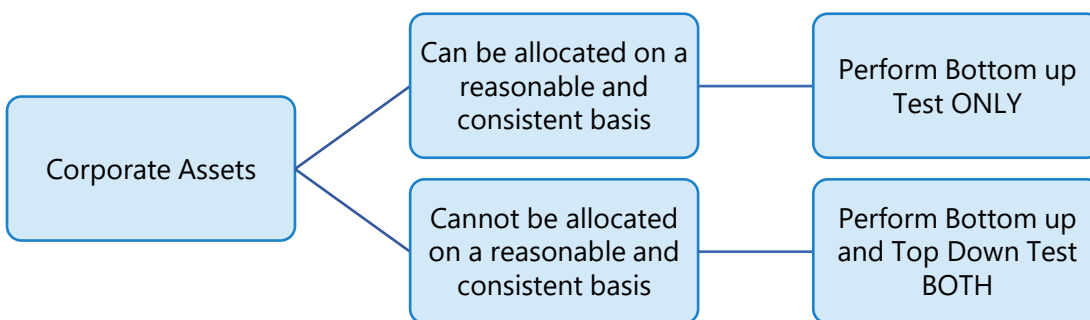 Corporate Assets
Can be allocated on a
reasonable and
consistent basis
Perform Bottom up
Test ONLY
Cannot be allocated
on a reasonable and
consistent basis
Perform Bottom up
and Top Down Test
BOTH